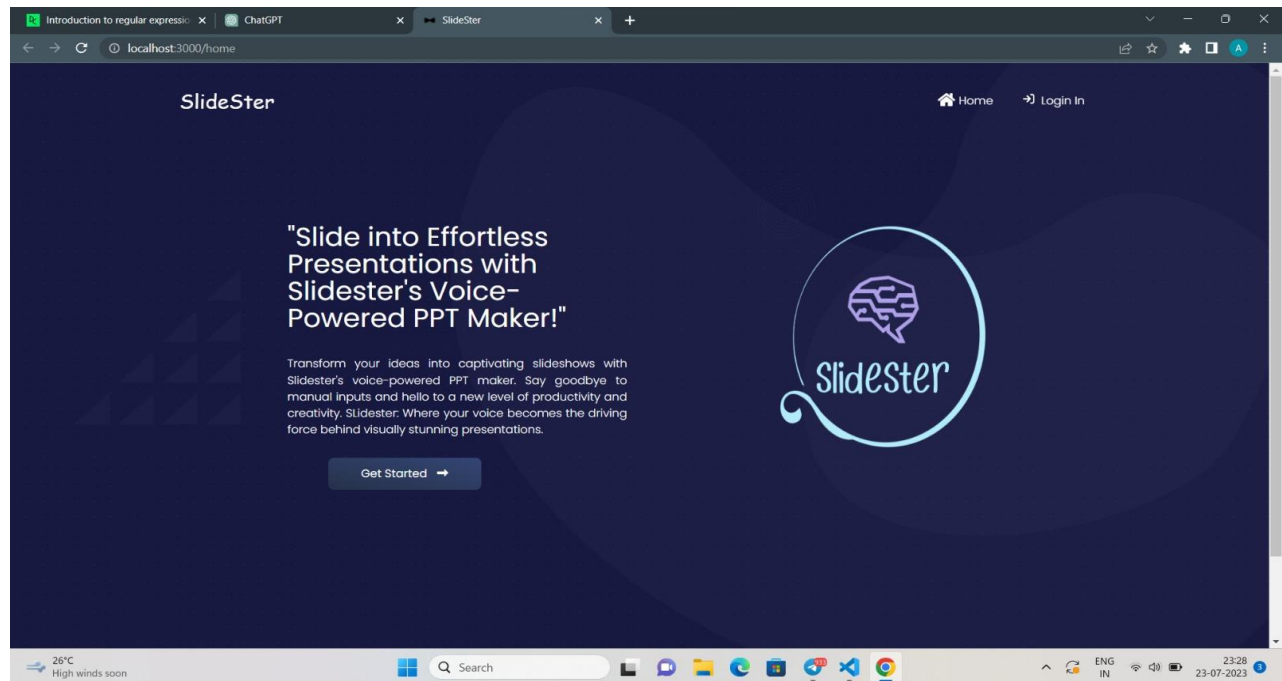 Introduction to regular expressio
ChatGPT
SlideSter
localhost:3000/home
A
SlideSter
Home
Login In
"Slide into Effortless
Presentations with
Slidester's Voice-
Powered PPT Maker!"
Transform your ideas into captivating slideshows with
Slidester's voice-powered PPT maker. Say goodbye to
manual inputs and hello to a new level of productivity and
creativity. SLidester: Where your voice becomes the driving
force behind visually stunning presentations.
Get Started
Slidester
26°C
High winds soon
Search
ENG
IN
23:28
23-07-2023
3